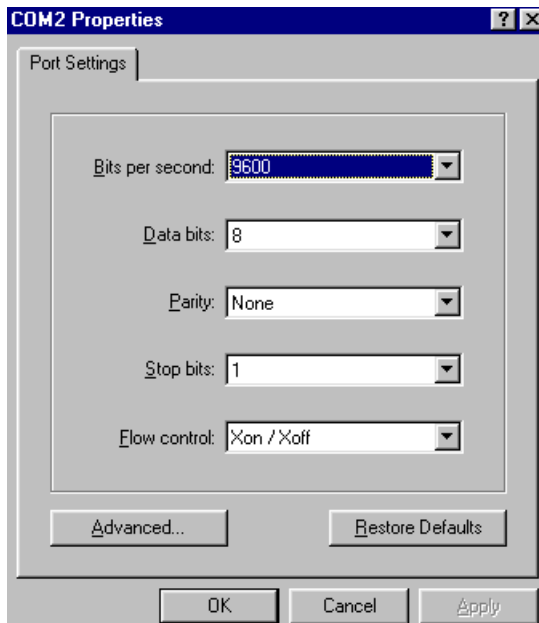 COM2 Properties
Port Settings
Bits per second: 9600
Data bits: 8
Parity: None
Stop bits: 1
Flow control: Xon / Xoff
Advanced... Restore Defaults
OK Cancel Apply